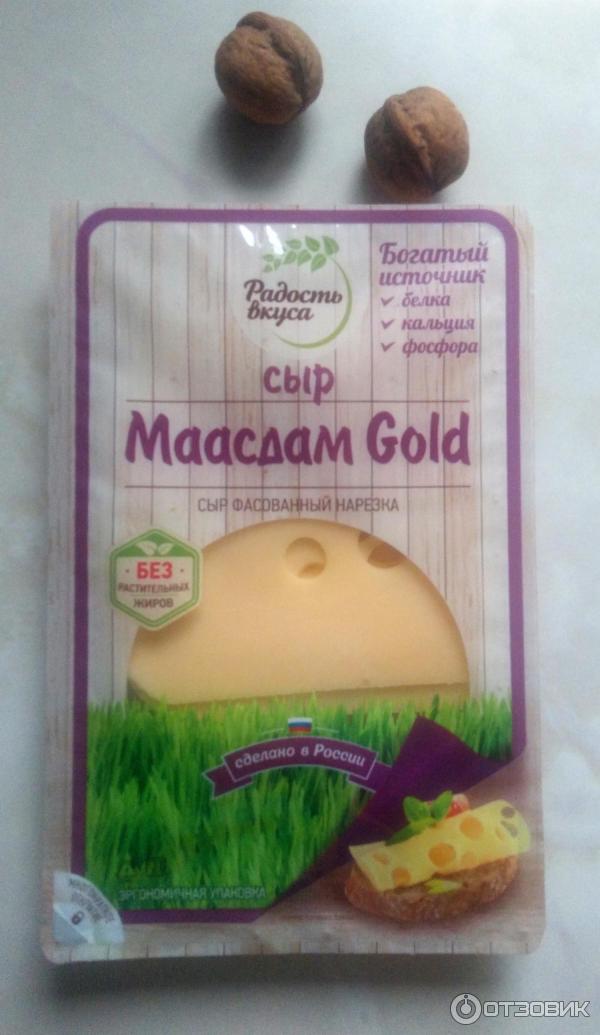 Радость
вкуса
Богатый
источник
белка
кальция
фосфора
сыр
Маасдам Gold
СЫР ФАСОВАННЫЙ НАРЕЗКА
БЕЗ
РАСТИТЕЛЬНЫХ
ЖИРОВ
сделано в России
ЭРГОНОМИЧНАЯ УПАКОВКА
ОТЗОВИК